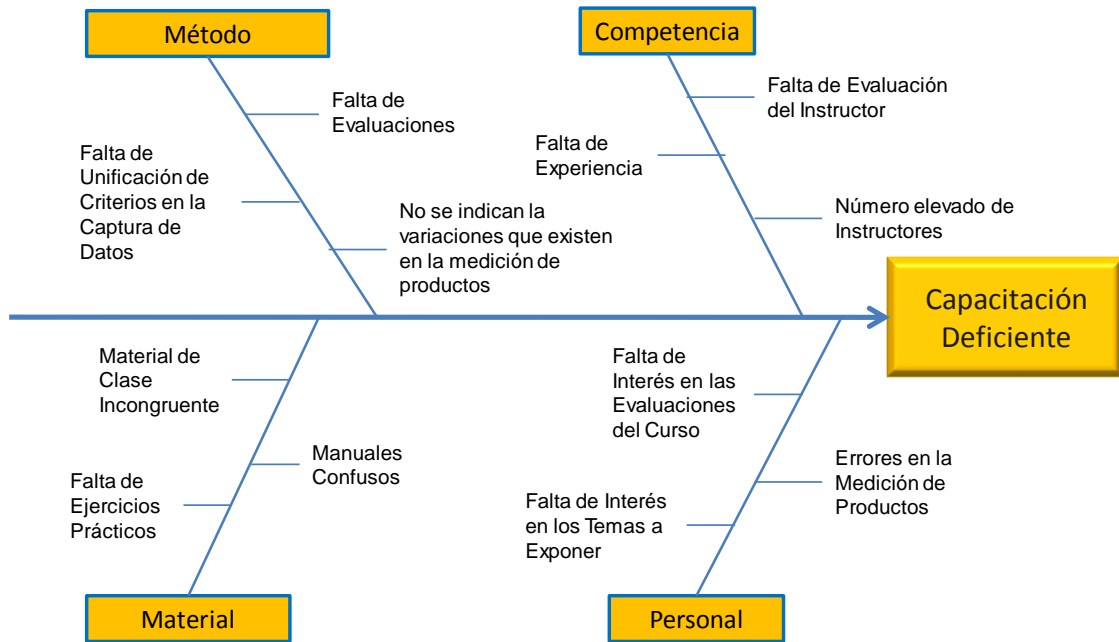 Método
Competencia
Falta de
Evaluaciones
Falta de
Unificación de
Criterios en la
Captura de
Datos
No se indican la
variaciones que existen
en la medición de
productos
Falta de Evaluación
del Instructor
Falta de
Experiencia
Número elevado de
Instructores
Capacitación
Deficiente
Material de
Clase
Incongruente
Manuales
Confusos
Falta de
Ejercicios
Prácticos
Falta de
Interés en las
Evaluaciones
del Curso
Errores en la
Medición de
Productos
Falta de Interés
en los Temas a
Exponer
Material
Personal